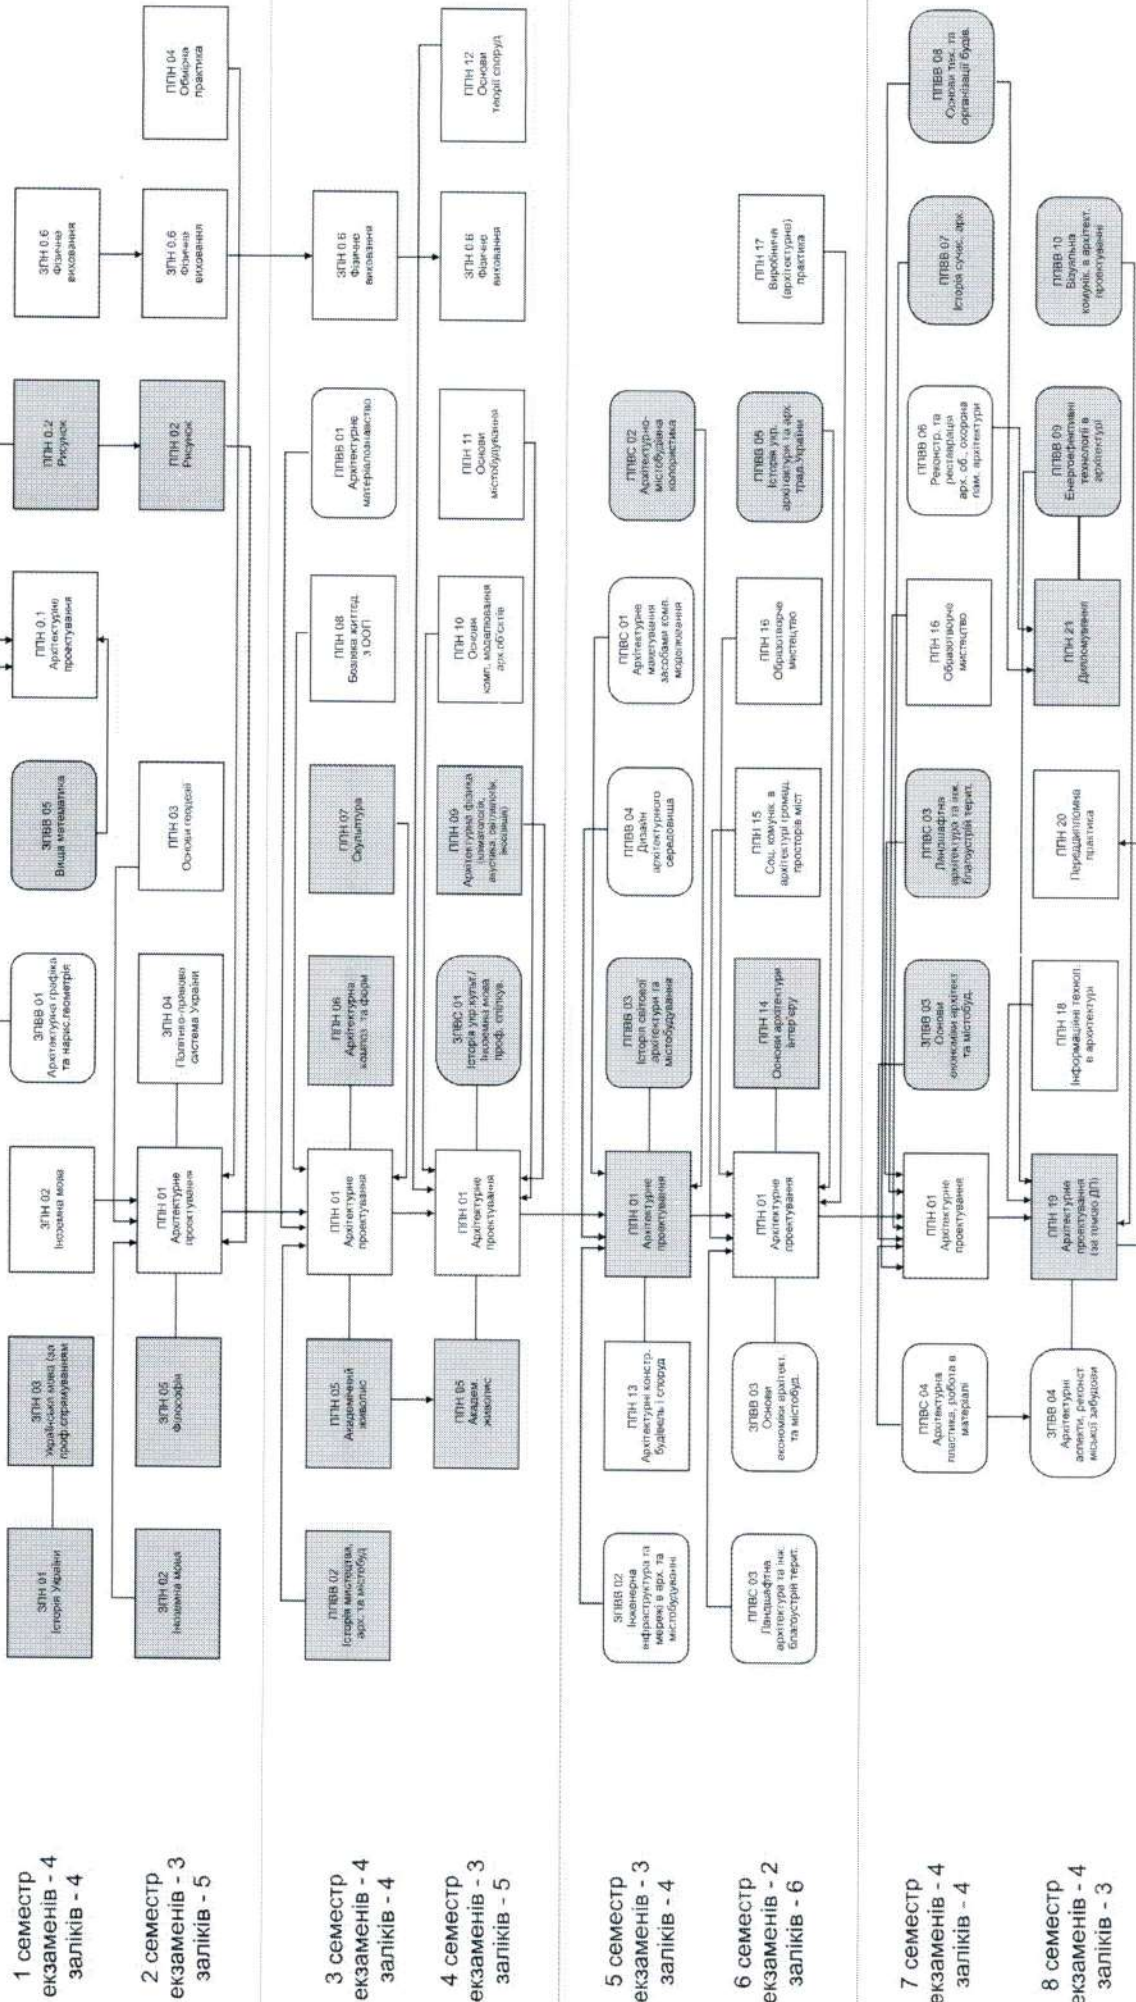 1 семестр
екзаменів - 4
заліків - 4
ЗПН 01
Історія України
ЗПН 03
Українська мова (за
проф.спрямуванням
ЗПН 02
Іноземна мова
ЗПВВ 01
Архітектурна графіка
та нарис.геометрія
ЗПВВ 05
Вища математика
ППН 0.1
Архітектурне
проектування
ППН 0.2
Рисунок
ЗПН 0.6
Фізичне
виховання
2 семестр
екзаменів - 3
заліків - 5
ЗПН 02
Іноземна мова
ЗПН 05
Філософія
ППН 01
Архітектурне
проектування
ЗПН 04
Політико-правова
система України
ППН 03
Основи геодезії
ППН 02
Рисунок
ЗПН 0.6
Фізичне
виховання
ППН 04
Обмірна
практика
3 семестр
екзаменів - 4
заліків - 4
ППВВ 02
Історія мистецтва,
арх. та містобуд
ППН 05
Академічний
живопис
ППН 01
Архітектурне
проектування
ППН 06
Архітектурна
композ. та форм
ППН 07
Скульптура
ППН 08
Безпека життєд.
з ООП
ППВВ 01
Архітектурне
матеріалознавство
ЗПН 0.6
Фізичне
виховання
4 семестр
екзаменів - 3
заліків - 5
ППН 05
Академ.
живопис
ППН 01
Архітектурне
проектування
ЗПВС 01
Історія укр.культ./
Іноземна мова
проф. спілкув.
ППН 09
Архітектурна фізика
(кліматологія,
акустика, світлологія,
інсоляція)
ППН 10
Основи
комп. моделювання
арх.об'єктів
ППН 11
Основи
містобудування
ЗПН 0.6
Фізичне
виховання
ППН 12
Основи
теорії споруд
5 семестр
екзаменів - 3
заліків - 4
ЗПВВ 02
Інженерна
інфраструктура та
мережі в арх. та
містобудуванні
ППН 13
Архітектурні констр.
будівель і споруд
ППН 01
Архітектурне
проектування
ППВВ 03
Історія світової
архітектури та
містобудування
ППВВ 04
Дизайн
архітектурного
середовища
ППВС 01
Архітектурне
макетування
засобами комп.
моделювання
ППВС 02
Архітектурно-
містобудівна
колористика
6 семестр
екзаменів - 2
заліків - 6
ППВС 03
Ландшафтна
архітектура та інж.
благоустрій терит.
ЗПВВ 03
Основи
економіки архітект.
та містобуд.
ППН 01
Архітектурне
проектування
ППН 14
Основи архітектури
інтер'єру
ППН 15
Соц. комунік. в
архітектурі громад.
просторів міст
ППН 16
Образотворче
мистецтво
ППВВ 05
Історія укр.
архітектури та арх.
трад. України
ППН 17
Виробнича
(архітектурна)
практика
7 семестр
екзаменів - 4
заліків - 4
ППВС 04
Архітектурна
пластика, робота в
матеріалі
ППН 01
Архітектурне
проектування
ЗПВВ 03
Основи
економіки архітект
та містобуд.
ППВС 03
Ландшафтна
архітектура та інж.
благоустрій терит.
ППН 16
Образотворче
мистецтво
ППВВ 06
Реконстр. та
реставрація
арх. об., охорона
пам. архітектури
ППВВ 07
Історія сучас. арх.
ППВВ 08
Основи тех. та
організації будів.
8 семестр
екзаменів - 4
заліків - 3
ЗПВВ 04
Архітектурні
аспекти, реконст
міської забудови
ППН 19
Архітектурне
проектування
(за темою ДП)
ППН 18
Інформаційні технол.
в архитектурі
ППН 20
Переддипломна
практика
ППН 21
Дипломування
ППВВ 09
Енергоефективні
технології в
архітектурі
ППВВ 10
Візуальна
комунік. в архітект.
проектуванні